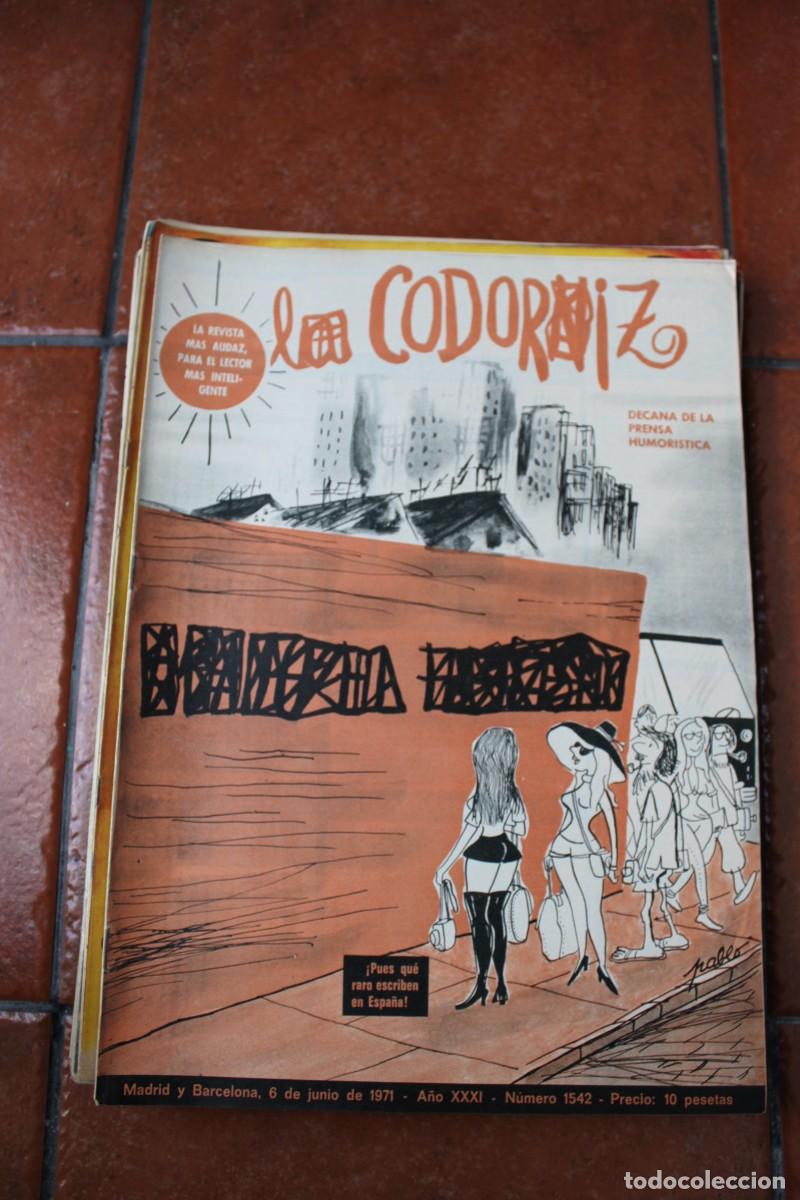 la CODORNIZ
LA REVISTA
MAS AUDAZ,
PARA EL LECTOR
MAS INTELI-
GENTE
DECANA DE LA
PRENSA
HUMORISTICA
¡Pues qué
raro escriben
en España!
pablo
Madrid y Barcelona, 6 de junio de 1971 - Año XXXI - Número 1542 - Precio: 10 pesetas
todocoleccion